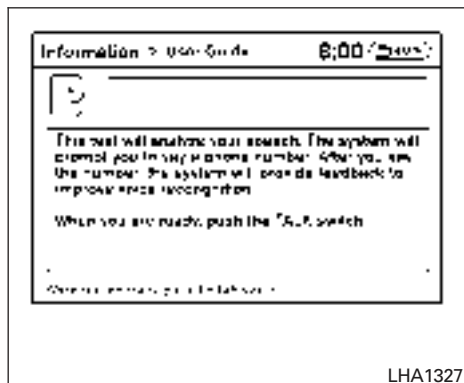 Information > User Guide 8:00
This test will analyze your speech. The system will
prompt you to say a phone number. After you say
the number, the system will provide feedback to
improve voice recognition.
When you are ready, push the TALK switch
LHA1327